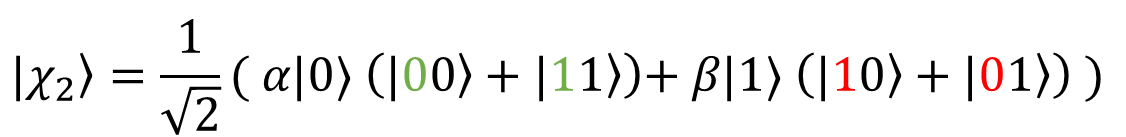 |χ₂⟩ = 1/√2 ( α|0⟩ (|00⟩ + |11⟩)+ β|1⟩ (|10⟩ + |01⟩) )